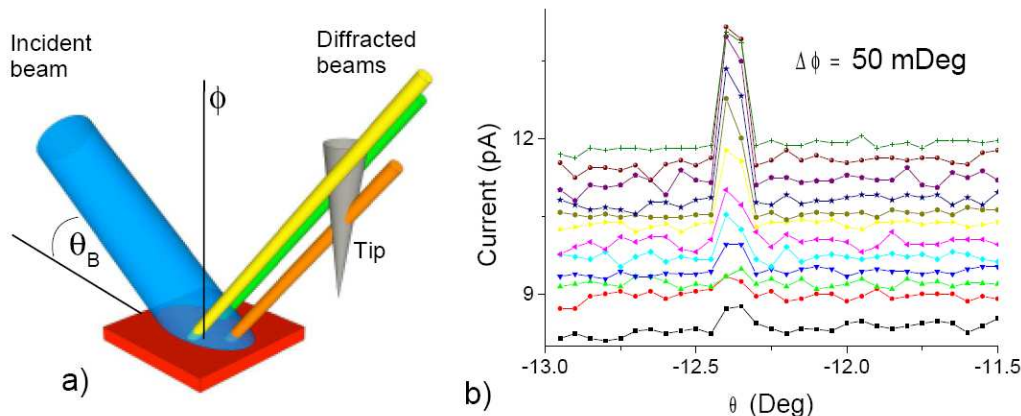 Incident
beam
ϕ
Diffracted
beams
θB
Tip
a)
Δϕ = 50 mDeg
Current (pA)
12
9
-13.0
-12.5
-12.0
-11.5
θ (Deg)
b)